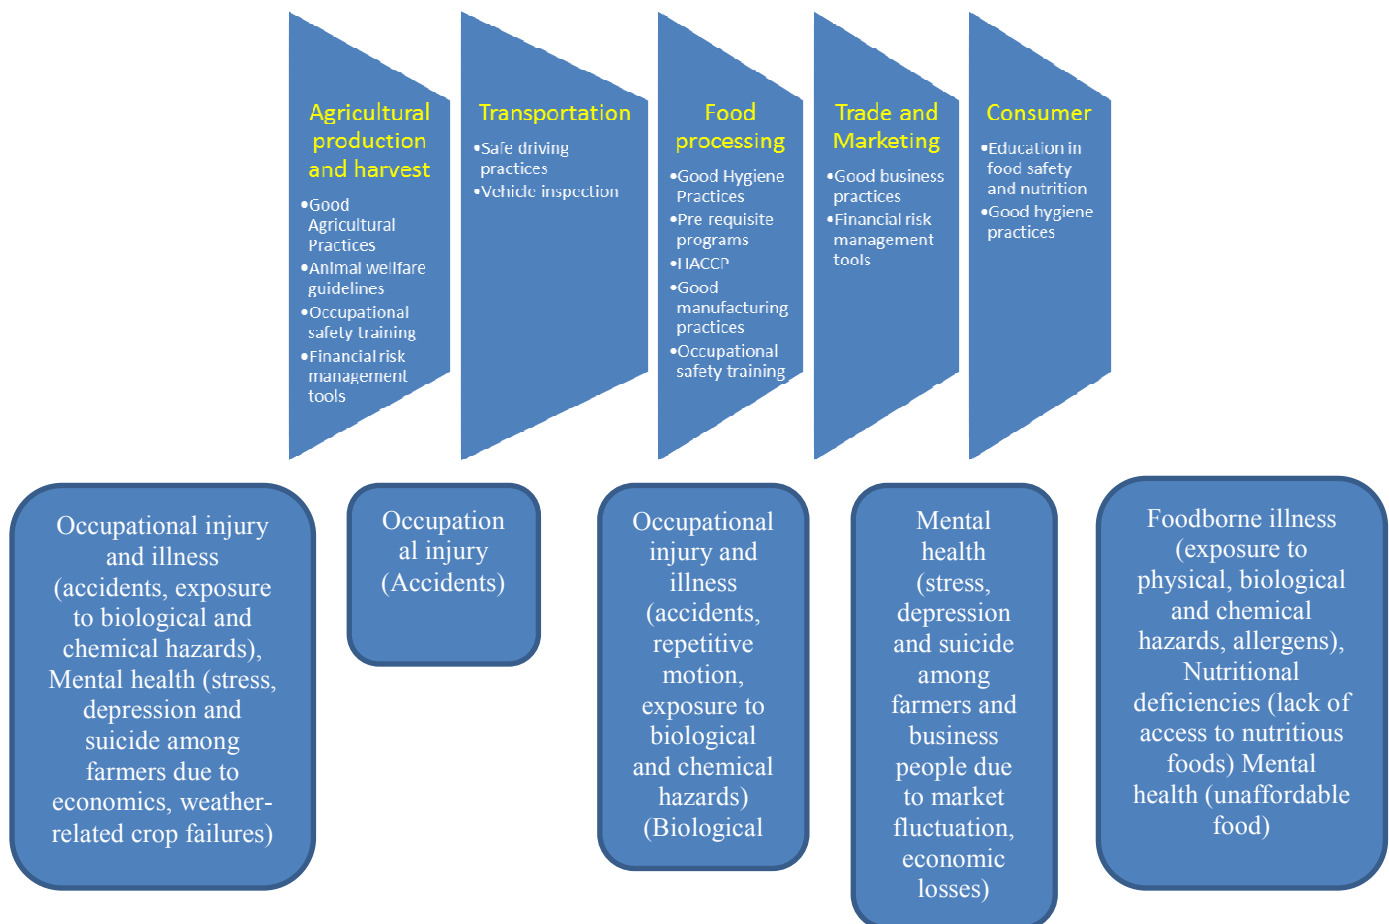 Agricultural
production
and harvest
•Good
Agricultural
Practices
•Animal wellfare
guidelines
•Occupational
safety training
•Financial risk
management
tools
Transportation
•Safe driving
practices
•Vehicle inspection
Food
processing
•Good Hygiene
Practices
•Pre requisite
programs
•HACCP
•Good
manufacturing
practices
•Occupational
safety training
Trade and
Marketing
•Good business
practices
•Financial risk
management
tools
Consumer
•Education in
food safety
and nutrition
•Good hygiene
practices
Occupational injury
and illness
(accidents, exposure
to biological and
chemical hazards),
Mental health (stress,
depression and
suicide among
farmers due to
economics, weather-
related crop failures)
Occupation
al injury
(Accidents)
Occupational
injury and
illness
(accidents,
repetitive
motion,
exposure to
biological
and chemical
hazards)
(Biological
Mental
health
(stress,
depression
and suicide
among
farmers and
business
people due
to market
fluctuation,
economic
losses)
Foodborne illness
(exposure to
physical, biological
and chemical
hazards, allergens),
Nutritional
deficiencies (lack of
access to nutritious
foods) Mental
health (unaffordable
food)